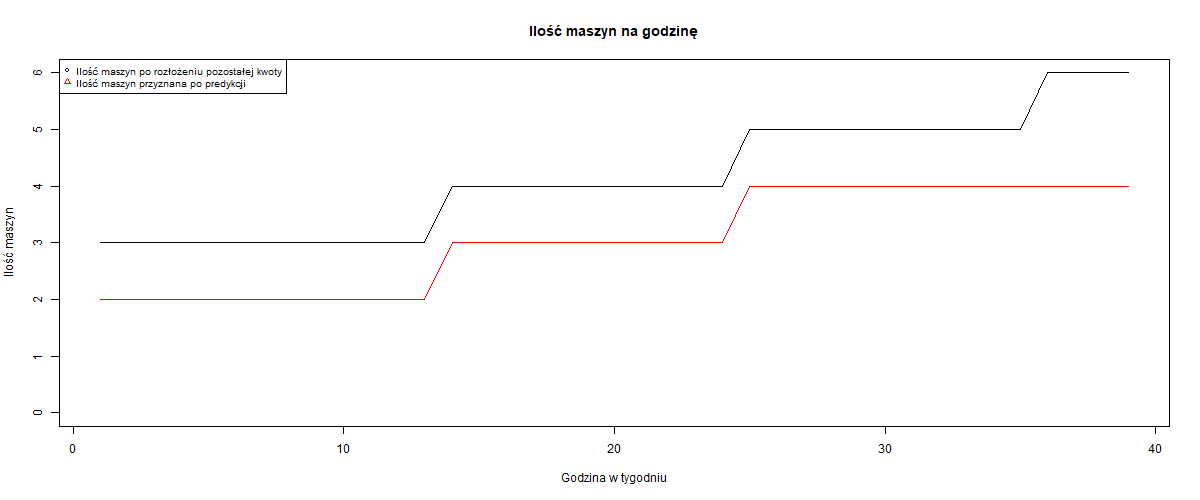 Ilość maszyn na godzinę
Ilość maszyn po rozłożeniu pozostałej kwoty
Ilość maszyn przyznana po predykcji
Ilość maszyn
6
5
4
3
2
1
0
0 10 20 30 40
Godzina w tygodniu